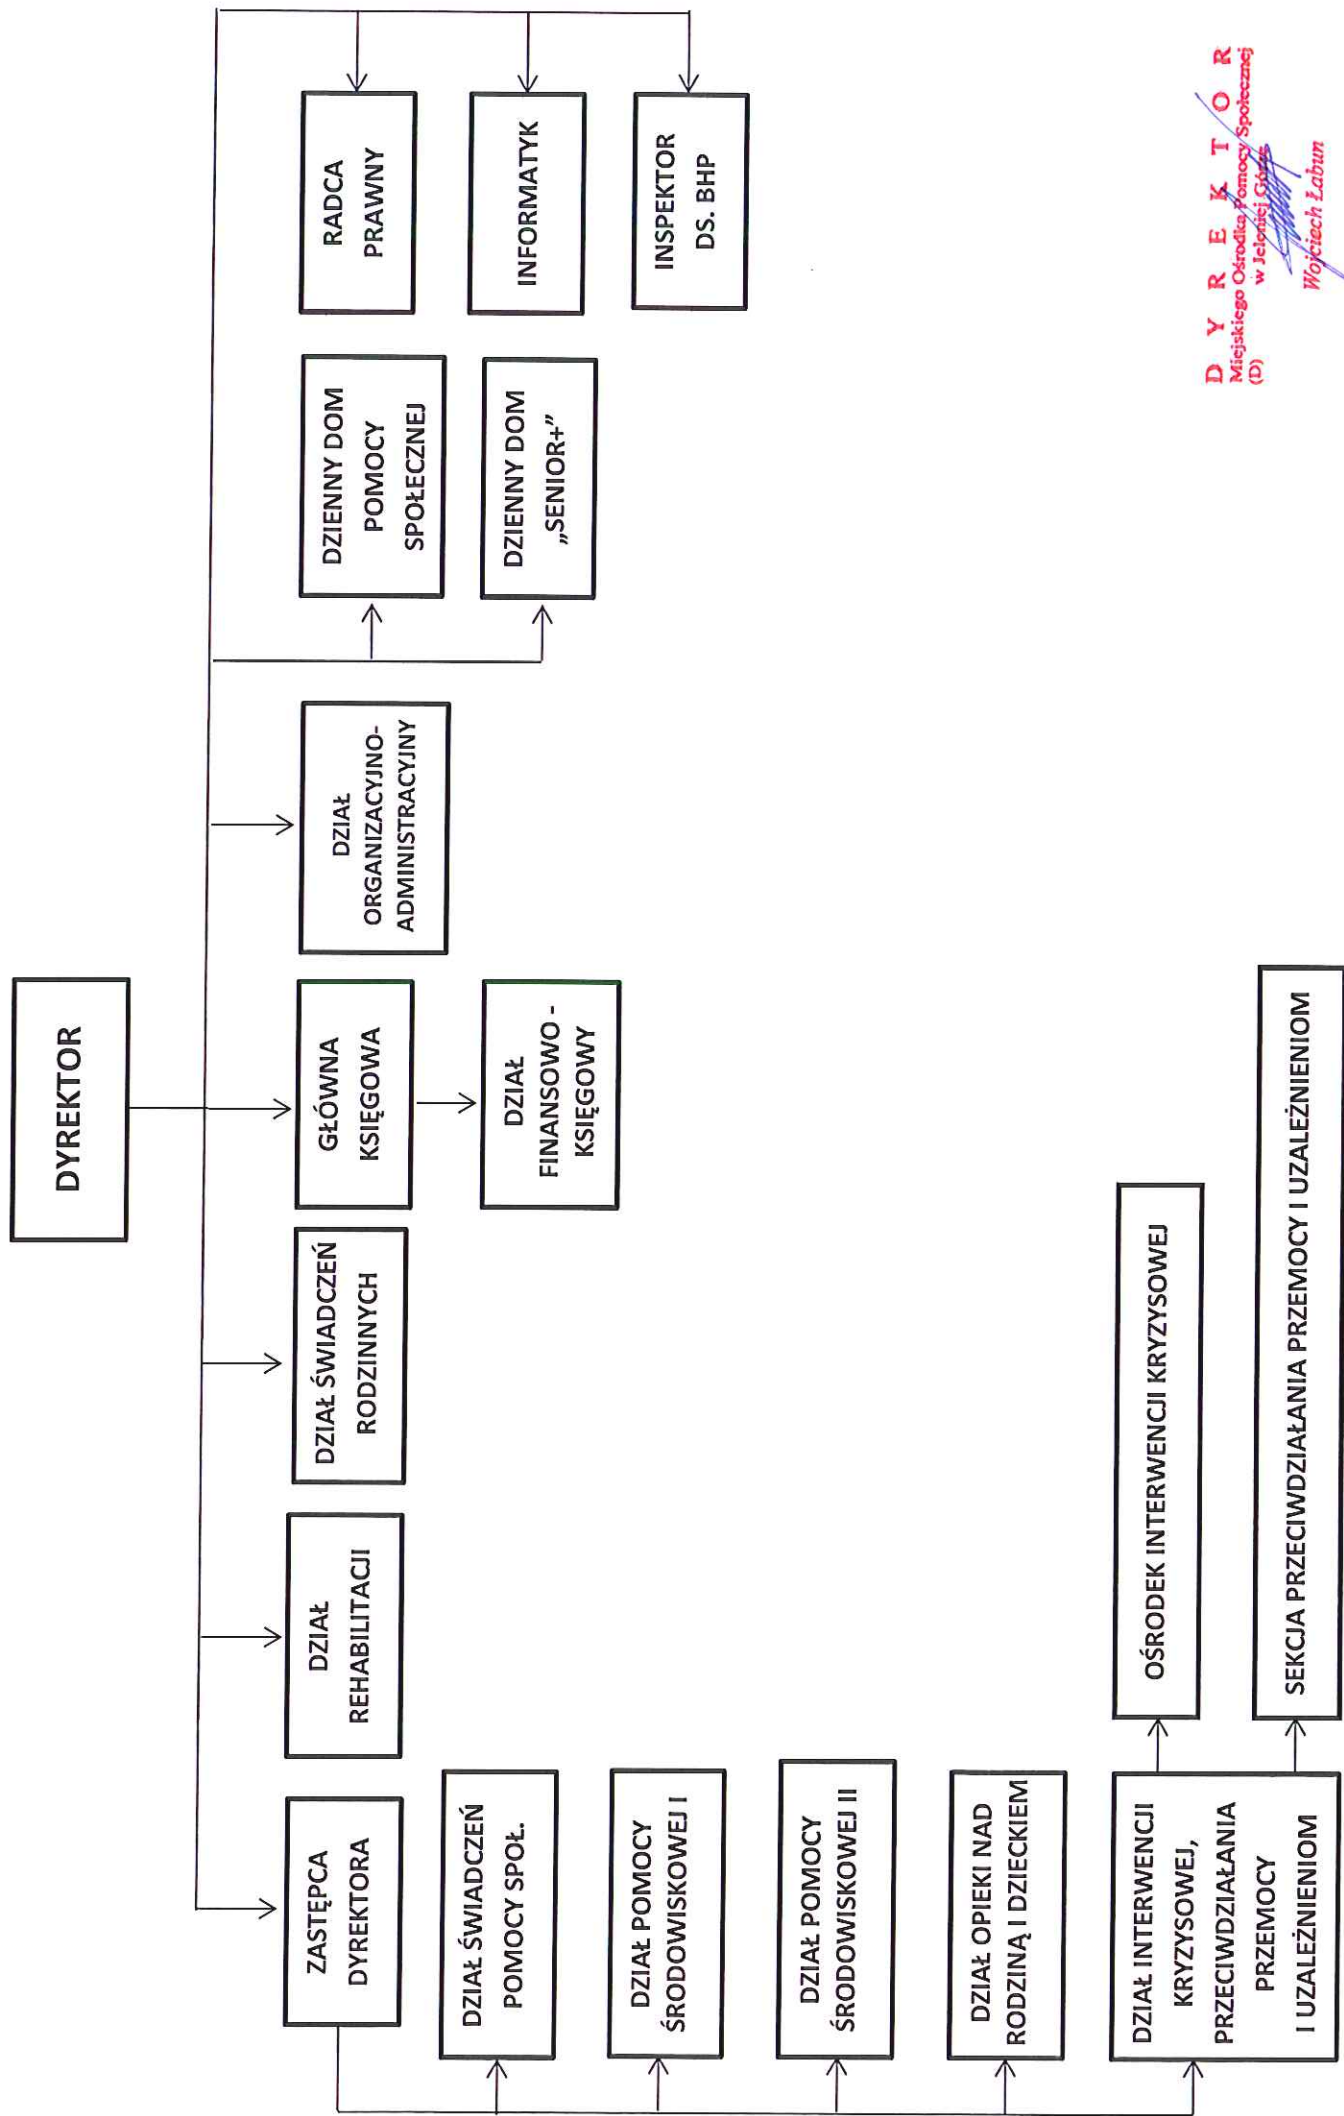 DYREKTOR
ZASTĘPCA
DYREKTORA
DZIAŁ
REHABILITACJI
DZIAŁ ŚWIADCZEŃ
RODZINNYCH
GŁÓWNA
KSIĘGOWA
DZIAŁ
ORGANIZACYJNO-
ADMINISTRACYJNY
DZIENNY DOM
POMOCY
SPOŁECZNEJ
RADCA
PRAWNY
DZIAŁ ŚWIADCZEŃ
POMOCY SPOŁ.
DZIAŁ
FINANSOWO -
KSIĘGOWY
DZIENNY DOM
„SENIOR+”
INFORMATYK
DZIAŁ POMOCY
ŚRODOWISKOWEJ I
INSPEKTOR
DS. BHP
DZIAŁ POMOCY
ŚRODOWISKOWEJ II
DZIAŁ OPIEKI NAD
RODZINĄ I DZIECKIEM
DZIAŁ INTERWENCJI
KRYZYSOWEJ,
PRZECIWDZIAŁANIA
PRZEMOCY
I UZALEŻNIENIOM
OŚRODEK INTERWENCJI KRYZYSOWEJ
SEKCJA PRZECIWDZIAŁANIA PRZEMOCY I UZALEŻNIENIOM
D Y R E K T O R
Miejskiego Ośrodka Pomocy Społecznej
(D) w Jeleniej Górze
Wojciech Łabun